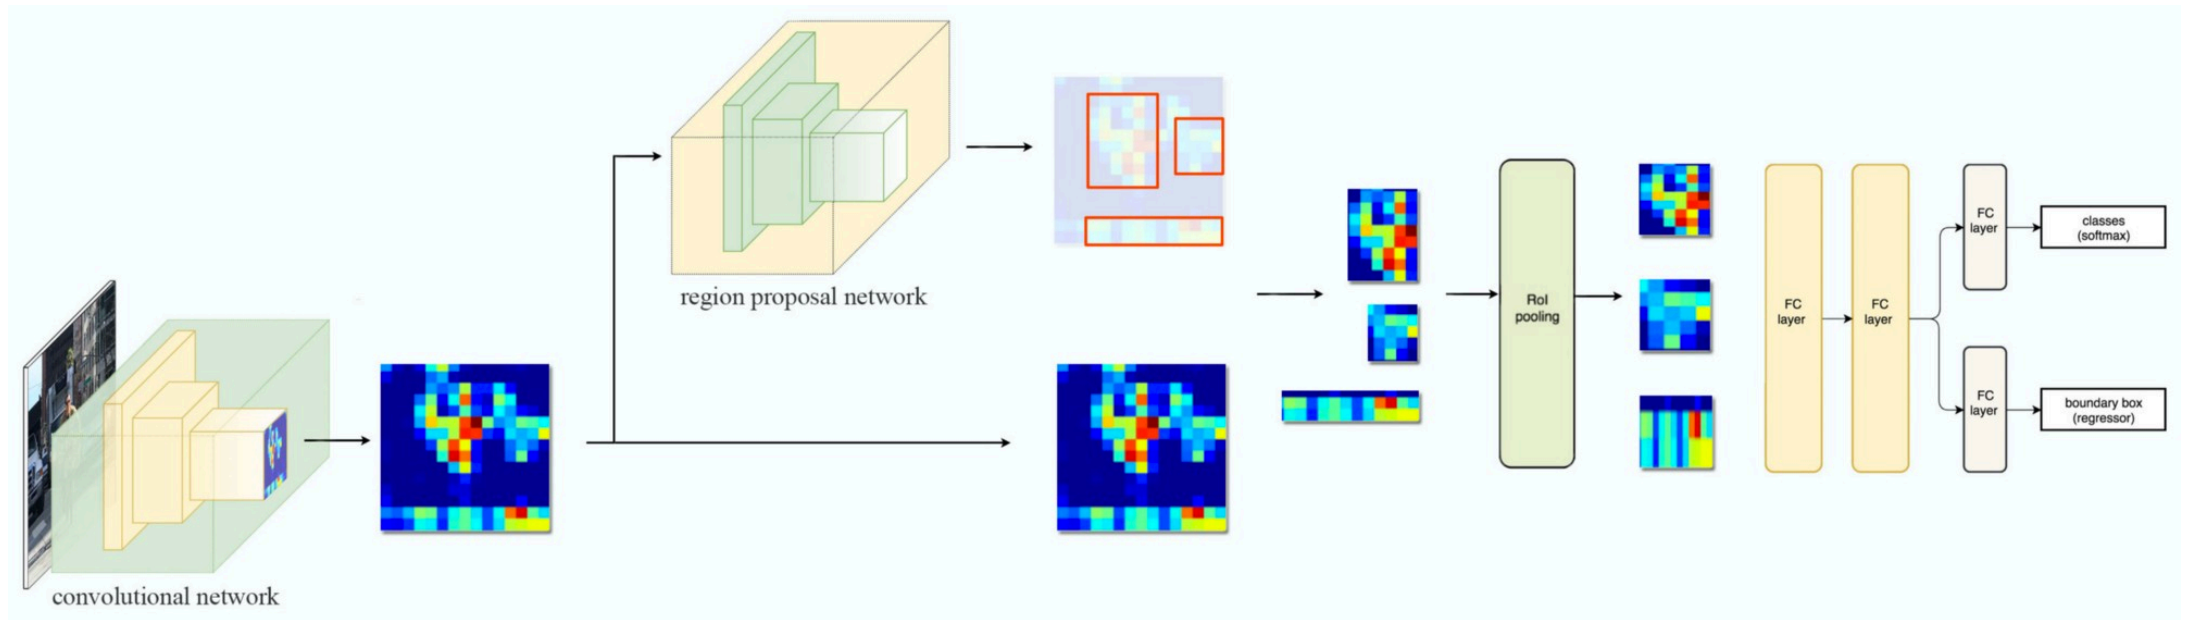 convolutional network
region proposal network
RoI
pooling
FC
layer
FC
layer
FC
layer
classes
(softmax)
FC
layer
boundary box
(regressor)